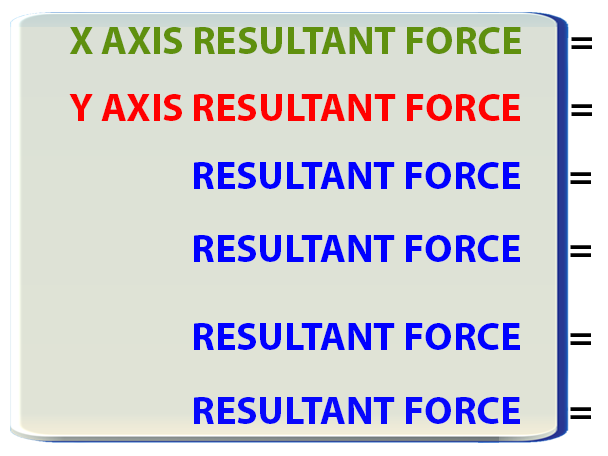 X AXIS RESULTANT FORCE =
Y AXIS RESULTANT FORCE =
RESULTANT FORCE =
RESULTANT FORCE =
RESULTANT FORCE =
RESULTANT FORCE =